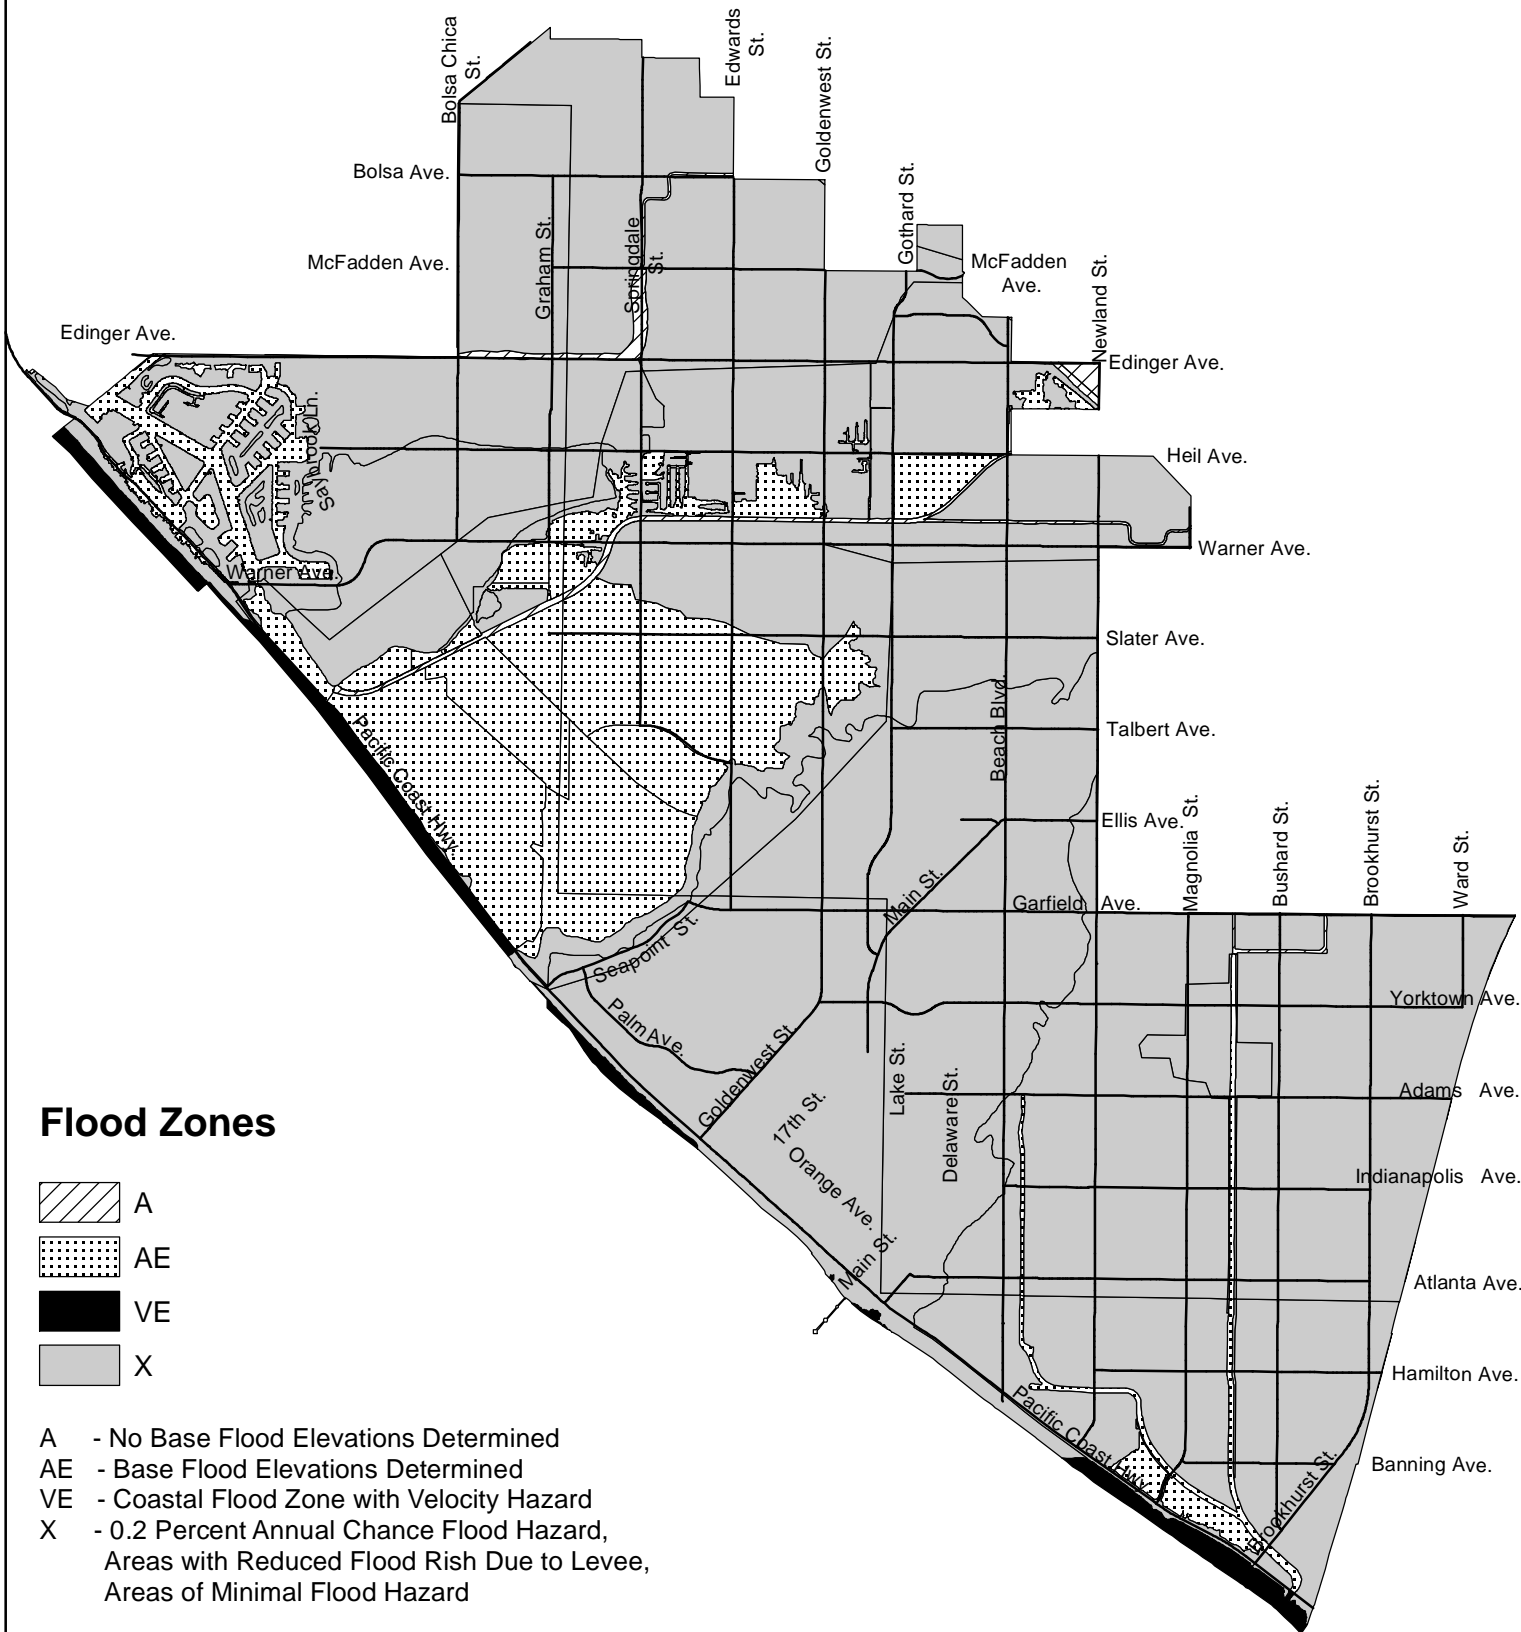 Bolsa Chica
St.
Edwards
St.
Goldenwest St.
Bolsa Ave.
Gothard St.
Graham St.
Springdale
St.
McFadden Ave.
McFadden
Ave.
Newland St.
Edinger Ave.
Edinger Ave.
Saybrook Ln.
Heil Ave.
Warner Ave.
Warner Ave.
Slater Ave.
Beach Blvd.
Talbert Ave.
Pacific Coast Hwy.
Ellis Ave.
Magnolia St.
Bushard St.
Brookhurst St.
Ward St.
Main St.
Garfield Ave.
Seapoint St.
Yorktown Ave.
Palm Ave.
Goldenwest St.
Lake St.
Delaware St.
Adams Ave.
17th St.
Orange Ave.
Indianapolis Ave.
Main St.
Atlanta Ave.
Hamilton Ave.
Pacific Coast Hwy.
Banning Ave.
Brookhurst St.
Flood Zones
A
AE
VE
X
A - No Base Flood Elevations Determined
AE - Base Flood Elevations Determined
VE - Coastal Flood Zone with Velocity Hazard
X - 0.2 Percent Annual Chance Flood Hazard,
Areas with Reduced Flood Rish Due to Levee,
Areas of Minimal Flood Hazard